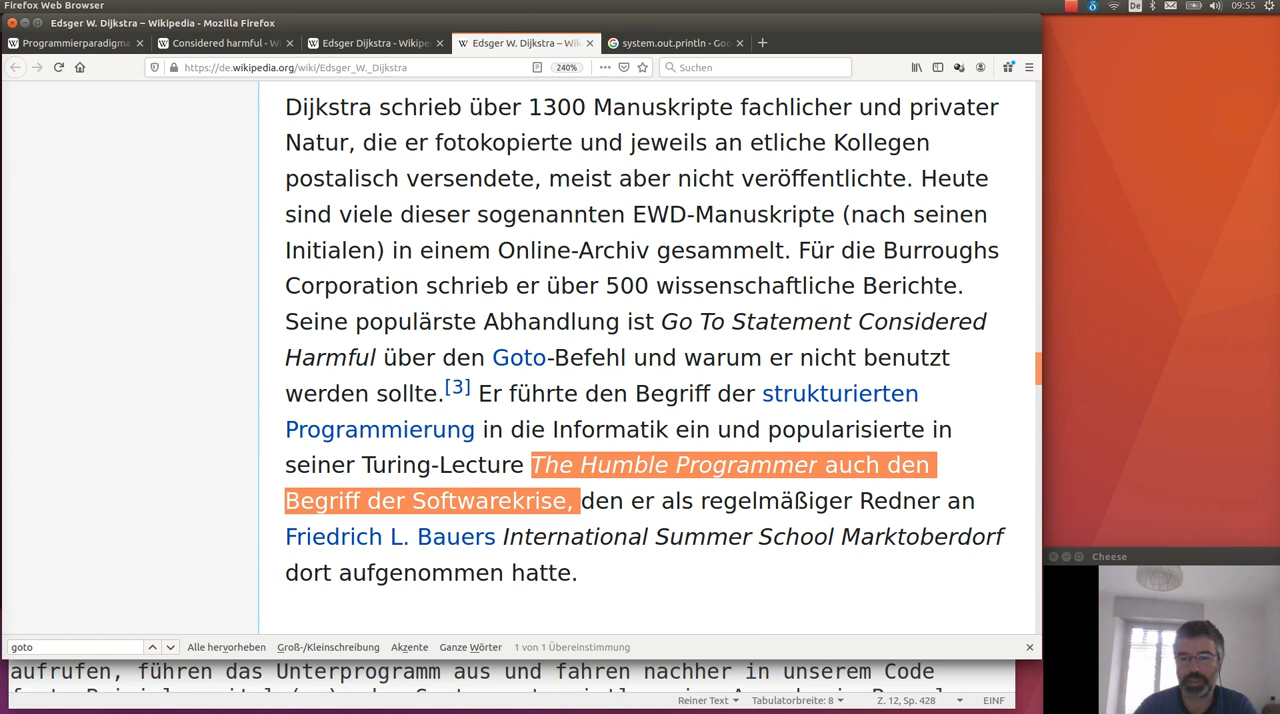 Firefox Web Browser
De
09:55
Edsger W. Dijkstra – Wikipedia - Mozilla Firefox
Programmierparadigma
Considered harmful - W
Edsger Dijkstra - Wikipe
Edsger W. Dijkstra – Wik
system.out.println - Goo
https://de.wikipedia.org/wiki/Edsger_W._Dijkstra
240%
Suchen
Dijkstra schrieb über 1300 Manuskripte fachlicher und privater
Natur, die er fotokopierte und jeweils an etliche Kollegen
postalisch versendete, meist aber nicht veröffentlichte. Heute
sind viele dieser sogenannten EWD-Manuskripte (nach seinen
Initialen) in einem Online-Archiv gesammelt. Für die Burroughs
Corporation schrieb er über 500 wissenschaftliche Berichte.
Seine populärste Abhandlung ist Go To Statement Considered
Harmful über den Goto-Befehl und warum er nicht benutzt
werden sollte.[3] Er führte den Begriff der strukturierten
Programmierung in die Informatik ein und popularisierte in
seiner Turing-Lecture The Humble Programmer auch den
Begriff der Softwarekrise, den er als regelmäßiger Redner an
Friedrich L. Bauers International Summer School Marktoberdorf
dort aufgenommen hatte.
Cheese
goto
Alle hervorheben
Groß-/Kleinschreibung
Akzente
Ganze Wörter
1 von 1 Übereinstimmung
aufrufen, führen das Unterprogramm aus und fahren nachher in unserem Code
Reiner Text
Tabulatorbreite: 8
Z. 12, Sp. 428
EINF